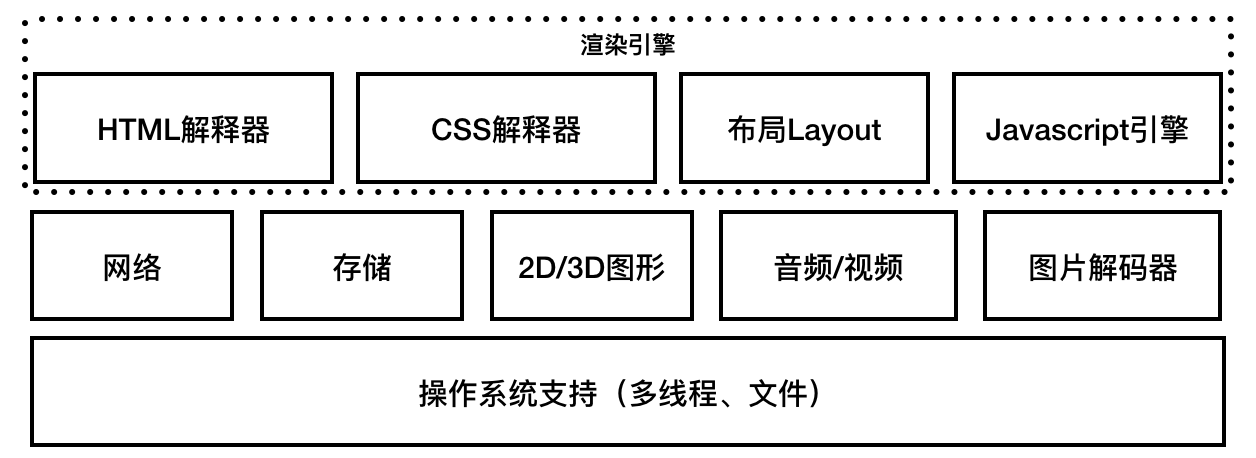 渲染引擎
HTML解释器
CSS解释器
布局Layout
Javascript引擎
网络
存储
2D/3D图形
音频/视频
图片解码器
操作系统支持（多线程、文件）